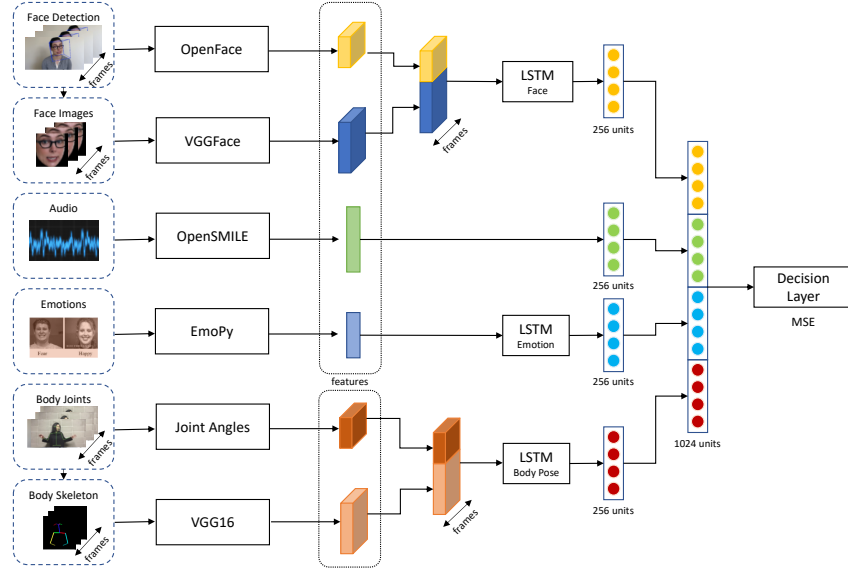 Face Detection
frames
OpenFace
LSTM
Face
256 units
Face Images
frames
VGGFace
frames
Audio
OpenSMILE
256 units
Emotions
Fear
Happy
EmoPy
LSTM
Emotion
256 units
Decision
Layer
MSE
features
Body Joints
frames
Joint Angles
LSTM
Body Pose
256 units
1024 units
Body Skeleton
frames
VGG16
frames